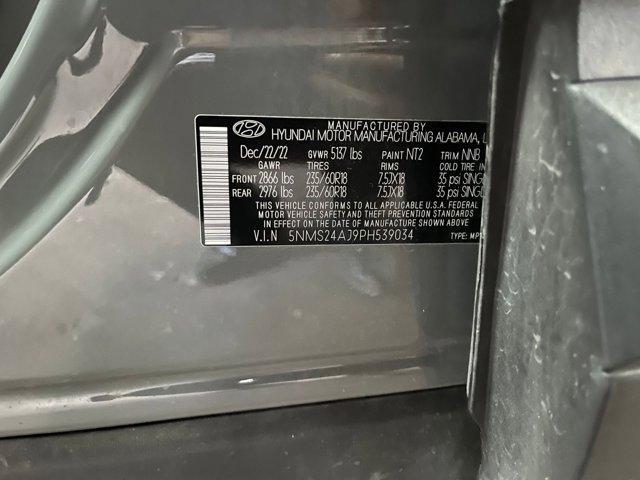 MANUFACTURED BY
HYUNDAI MOTOR MANUFACTURING ALABAMA, L
Dec/22/22 GVWR 5137 lbs PAINT NT2 TRIM NNB
GAWR TIRES COLD TIRE IN
FRONT 2866 lbs 235/60R18 7.5JX18 35 psi SINGL
REAR 2976 lbs 235/60R18 7.5JX18 35 psi SINGL
THIS VEHICLE CONFORMS TO ALL APPLICABLE U.S.A. FEDERAL
MOTOR VEHICLE SAFETY AND THEFT PREVENTION STANDARDS
IN EFFECT ON THE DATE OF MANUFACTURE SHOWN ABOVE.
V.I.N 5NMS24AJ9PH539034 TYPE: MP